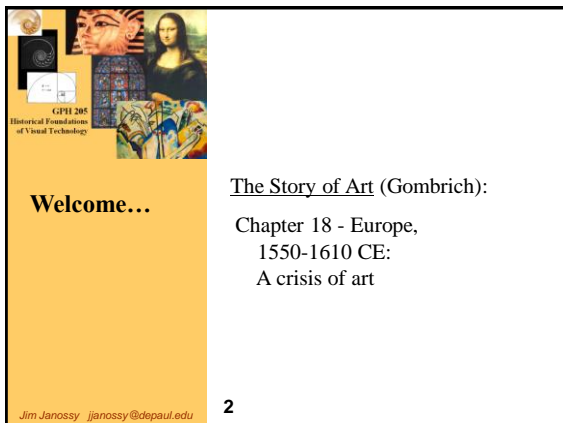 GPH 205
Historical Foundations
of Visual Technology
Welcome…
The Story of Art (Gombrich):
Chapter 18 - Europe,
1550-1610 CE:
A crisis of art
Jim Janossy jjanossy@depaul.edu
2